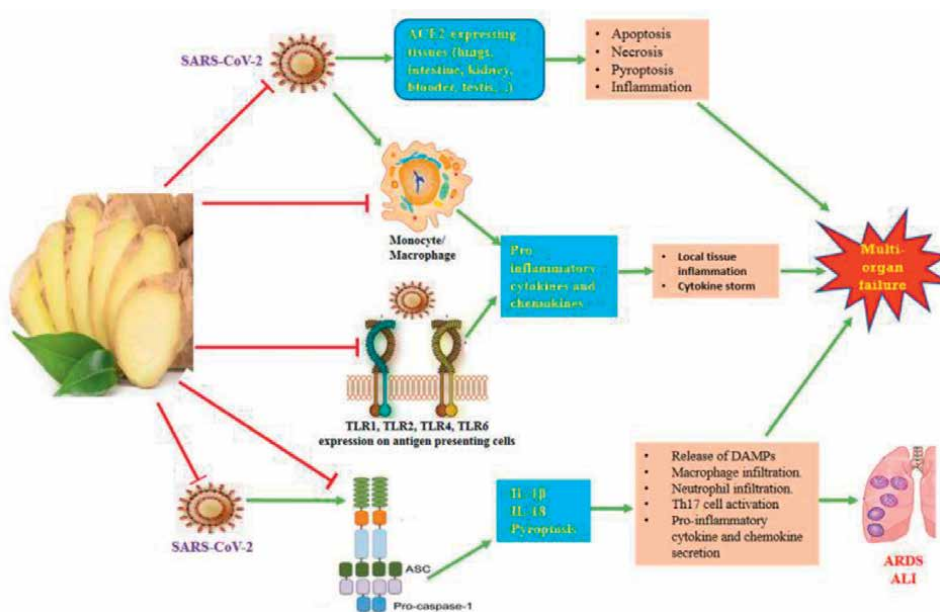 SARS-CoV-2
ACE2 expressing
tissues (lungs,
intestine, kidney,
bladder, testis,...)
• Apoptosis
• Necrosis
• Pyroptosis
• Inflammation
Monocyte/
Macrophage
Pro
inflammatory
cytokines and
chemokines
• Local tissue
inflammation
• Cytokine storm
Multi-
organ
failure
TLR1, TLR2, TLR4, TLR6
expression on antigen presenting cells
SARS-CoV-2
ASC
Pro-caspase-1
IL-1β
IL-18
Pyroptosis
• Release of DAMPs
• Macrophage infiltration.
• Neutrophil infiltration.
• Th17 cell activation
• Pro-inflammatory
cytokine and chemokine
secretion
ARDS
ALI